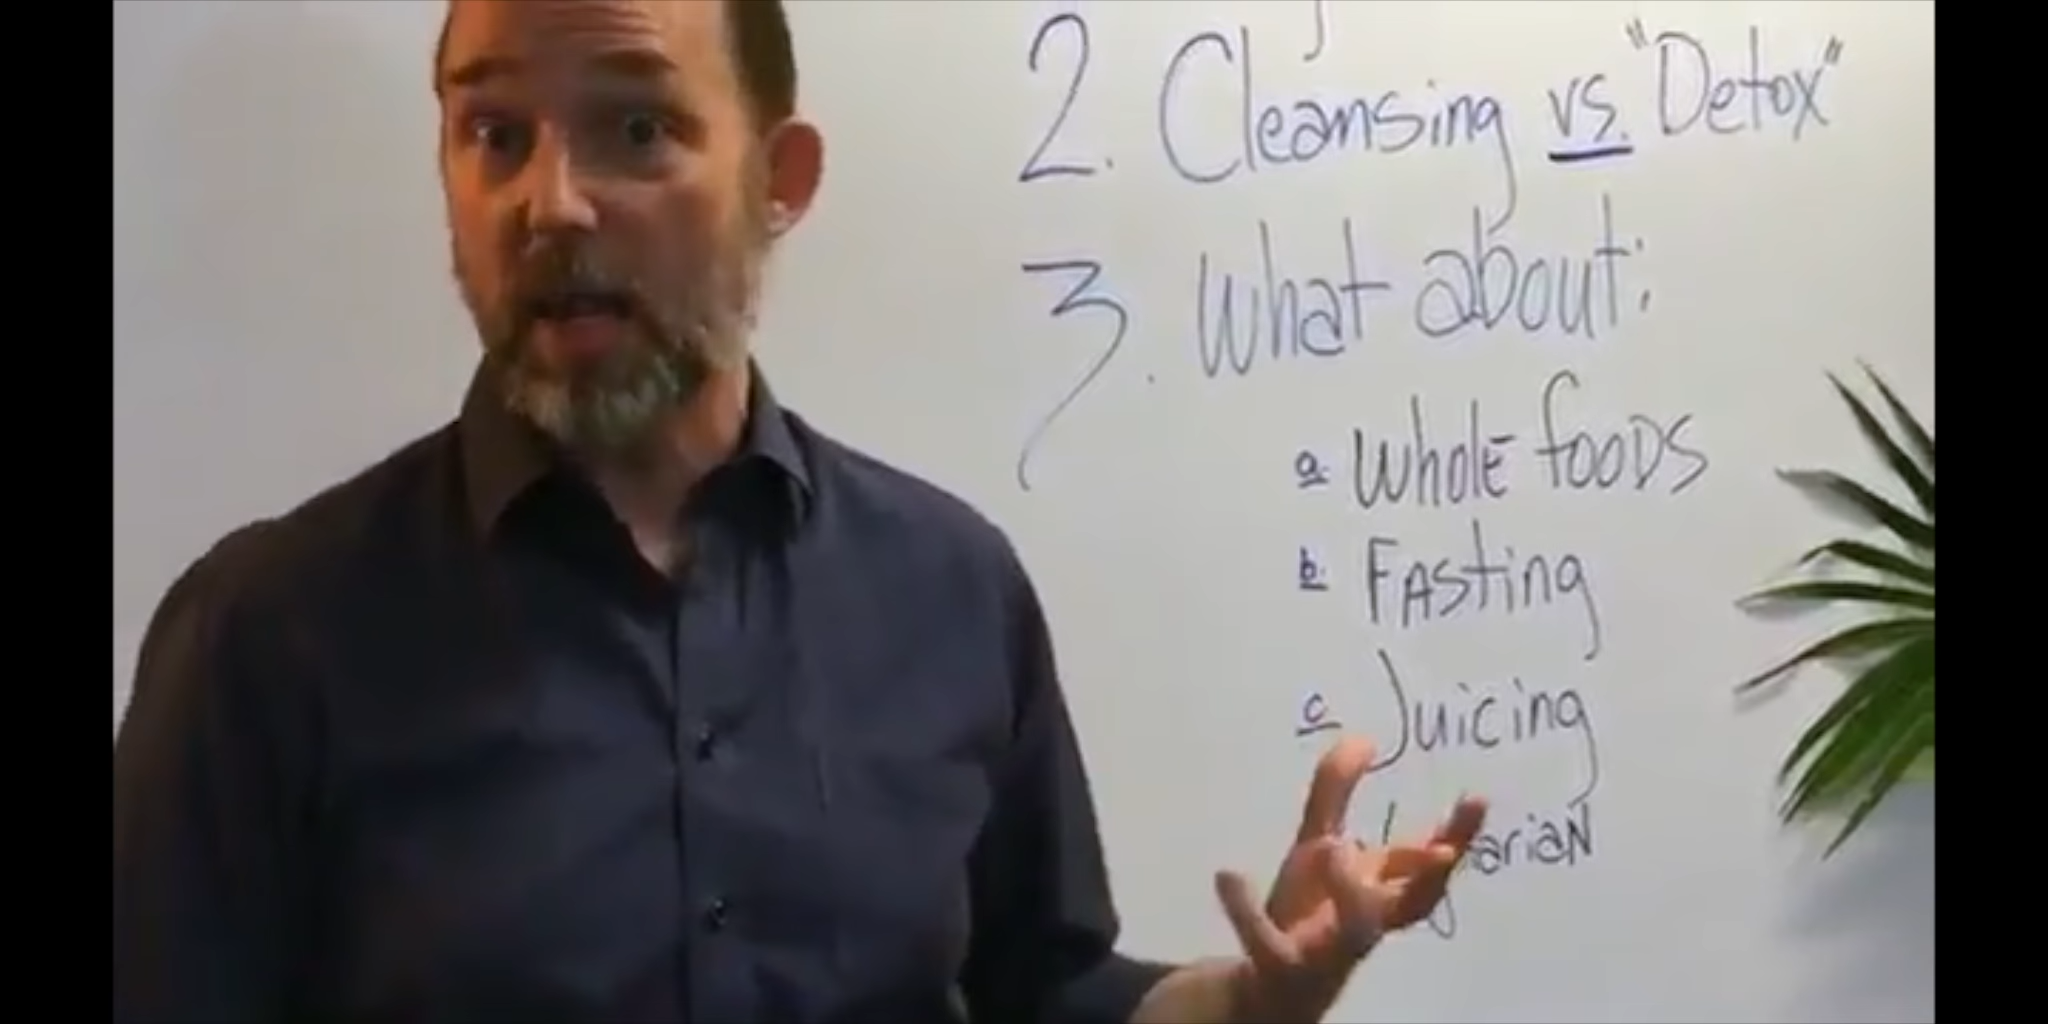 2. Cleansing vs. "Detox"
3. What about:
a. Whole foods
b. Fasting
c. Juicing